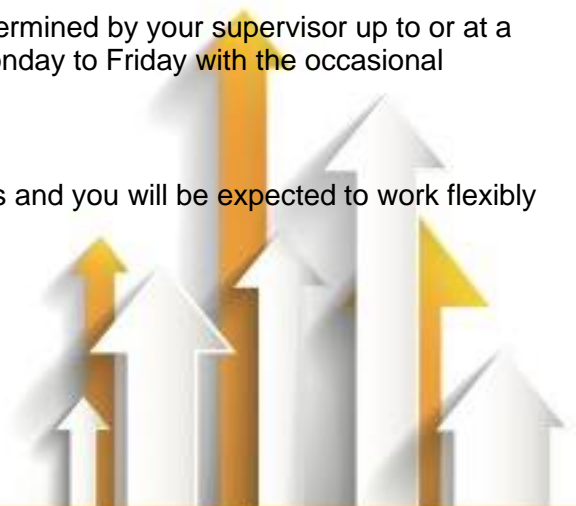 ermined by your supervisor up to or at a
onday to Friday with the occasional
s and you will be expected to work flexibly